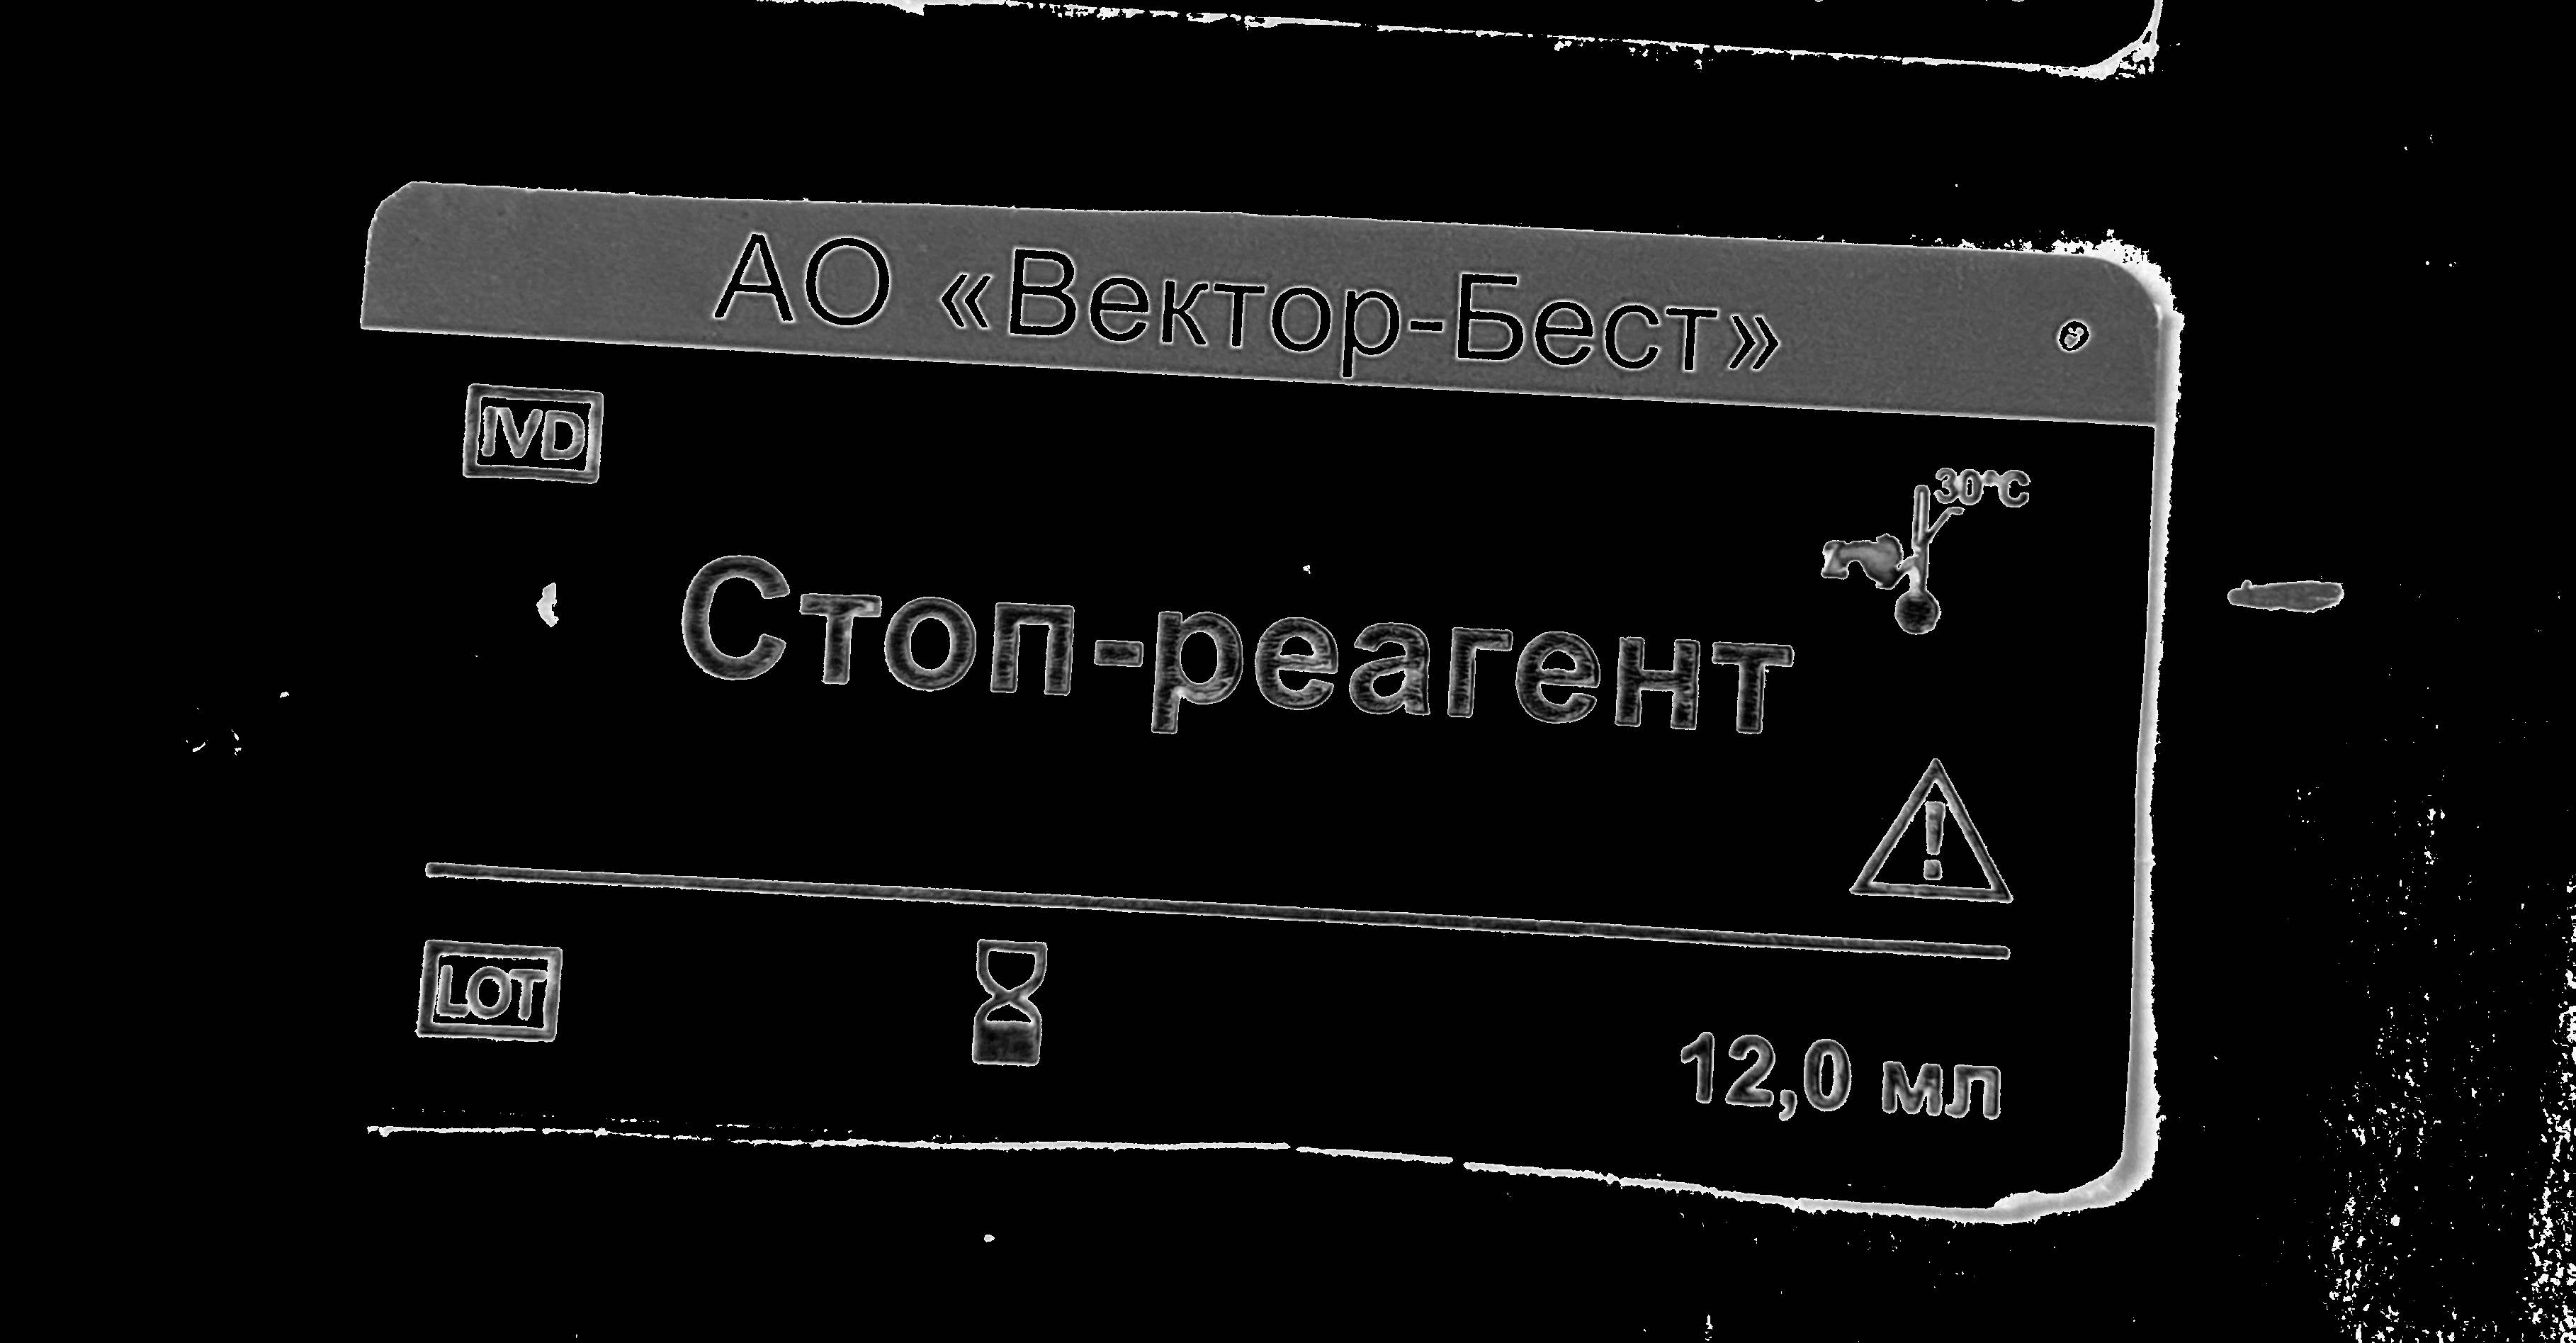 АО «Вектор-Бест»
IVD
30°C
Стоп-реагент
LOT
12,0 мл